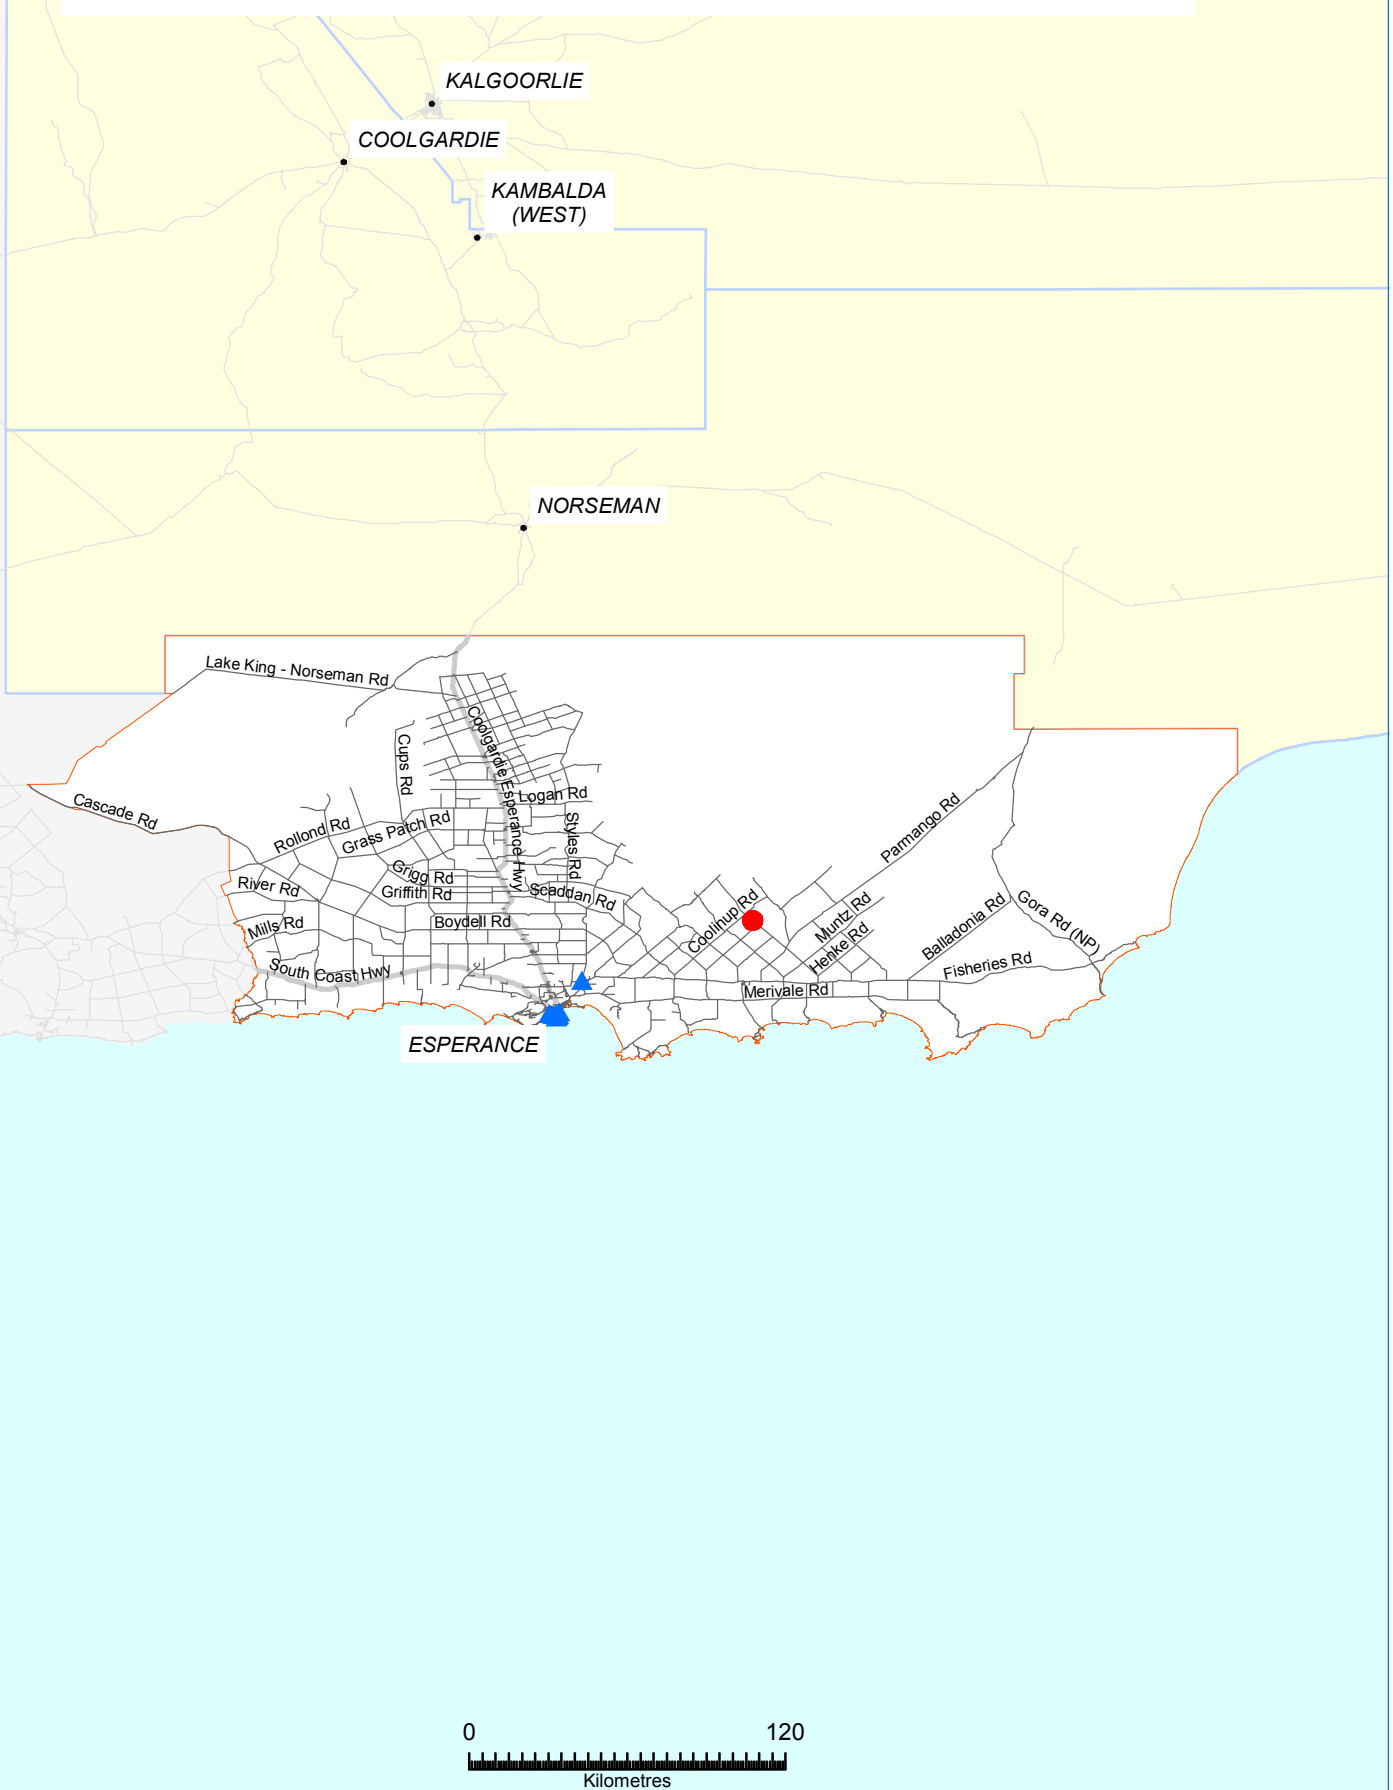 KALGOORLIE
COOLGARDIE
KAMBALDA
(WEST)
NORSEMAN
Lake King - Norseman Rd
Coolgardie Esperance Hwy
Cups Rd
Logan Rd
Cascade Rd
Parmango Rd
Rollond Rd
Grass Patch Rd
Styles Rd
Grigg Rd
River Rd
Griffith Rd
Scaddan Rd
Mills Rd
Boydell Rd
Coolinup Rd
Muntz Rd
Henke Rd
Balladonia Rd
Gora Rd (NP)
South Coast Hwy
Fisheries Rd
Merivale Rd
ESPERANCE
0 120
Kilometres